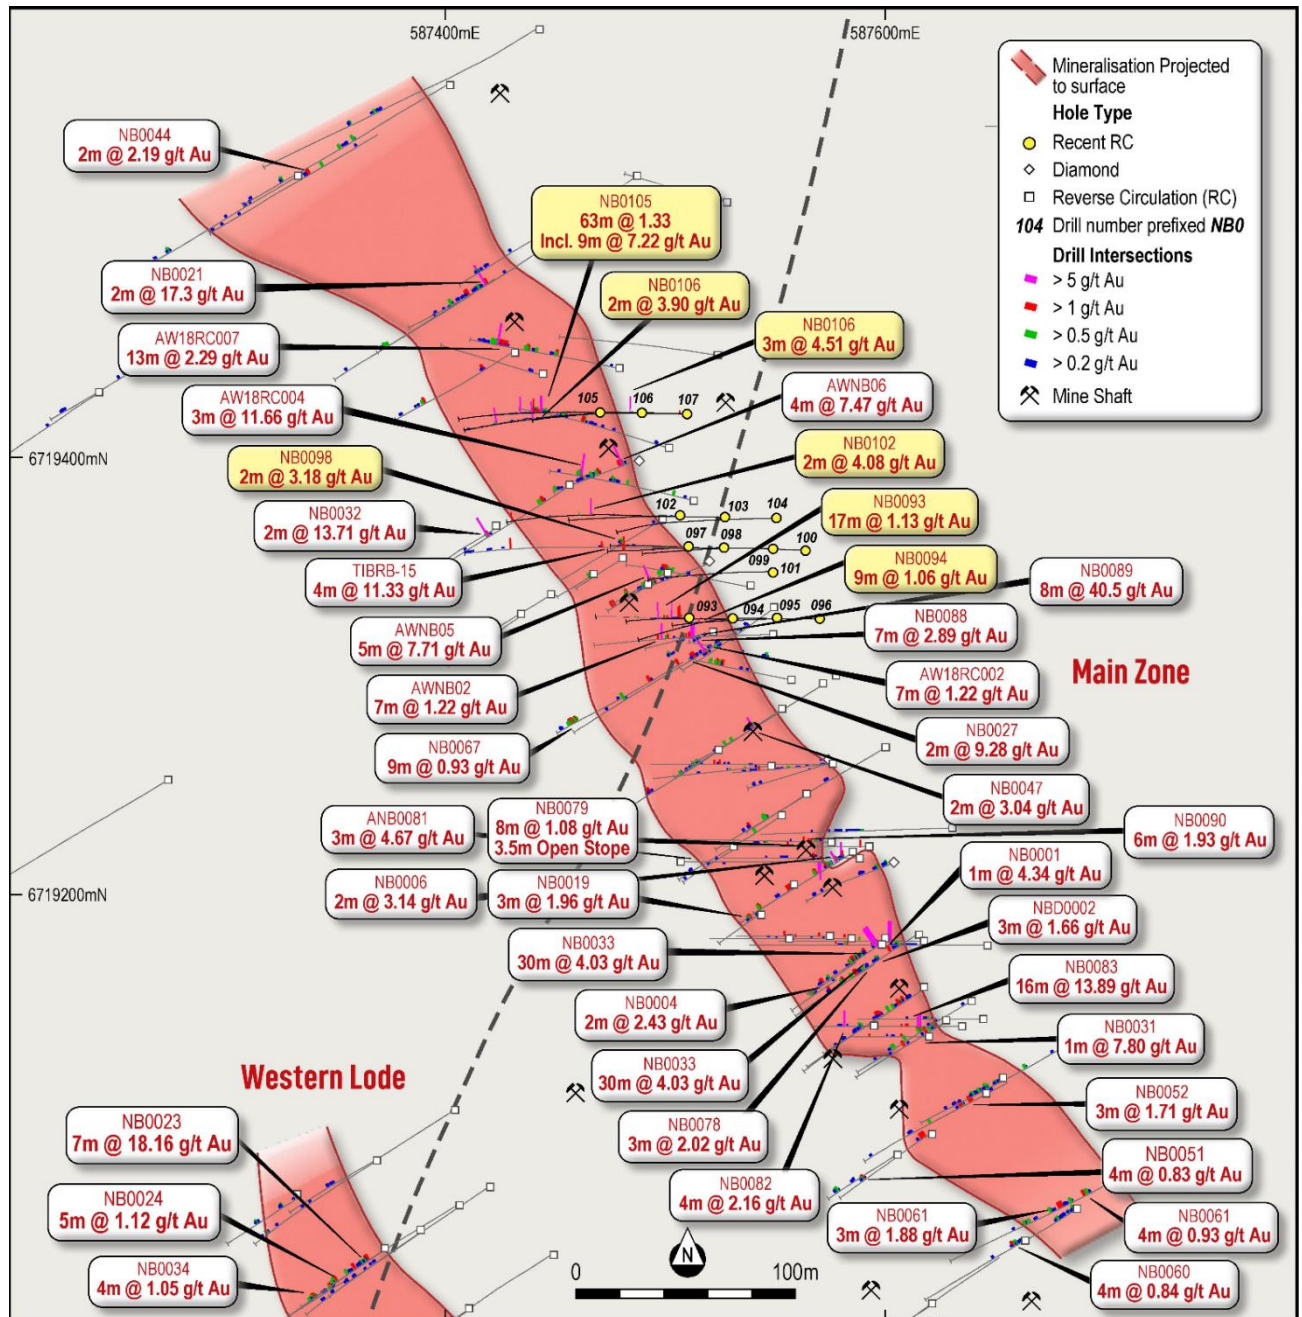 587400mE
587600mE
Mineralisation Projected
to surface
Hole Type
Recent RC
Diamond
Reverse Circulation (RC)
104 Drill number prefixed NB0
Drill Intersections
> 5 g/t Au
> 1 g/t Au
> 0.5 g/t Au
> 0.2 g/t Au
Mine Shaft
NB0044
2m @ 2.19 g/t Au
NB0105
63m @ 1.33
Incl. 9m @ 7.22 g/t Au
NB0021
2m @ 17.3 g/t Au
NB0106
2m @ 3.90 g/t Au
NB0106
3m @ 4.51 g/t Au
AW18RC007
13m @ 2.29 g/t Au
AW18RC004
3m @ 11.66 g/t Au
105
106
107
AWNB06
4m @ 7.47 g/t Au
6719400mN
NB0098
2m @ 3.18 g/t Au
NB0102
2m @ 4.08 g/t Au
NB0032
2m @ 13.71 g/t Au
102
103
104
NB0093
17m @ 1.13 g/t Au
097
098
100
TIBRB-15
4m @ 11.33 g/t Au
099
101
NB0094
9m @ 1.06 g/t Au
NB0089
8m @ 40.5 g/t Au
093
094
095
096
AWNB05
5m @ 7.71 g/t Au
NB0088
7m @ 2.89 g/t Au
AWNB02
7m @ 1.22 g/t Au
AW18RC002
7m @ 1.22 g/t Au
Main Zone
NB0067
9m @ 0.93 g/t Au
NB0027
2m @ 9.28 g/t Au
NB0047
2m @ 3.04 g/t Au
ANB0081
3m @ 4.67 g/t Au
NB0079
8m @ 1.08 g/t Au
3.5m Open Stope
NB0090
6m @ 1.93 g/t Au
NB0001
1m @ 4.34 g/t Au
6719200mN
NB0006
2m @ 3.14 g/t Au
NB0019
3m @ 1.96 g/t Au
NBD0002
3m @ 1.66 g/t Au
NB0033
30m @ 4.03 g/t Au
NB0083
16m @ 13.89 g/t Au
NB0004
2m @ 2.43 g/t Au
NB0031
1m @ 7.80 g/t Au
NB0033
30m @ 4.03 g/t Au
Western Lode
NB0052
3m @ 1.71 g/t Au
NB0023
7m @ 18.16 g/t Au
NB0078
3m @ 2.02 g/t Au
NB0051
4m @ 0.83 g/t Au
NB0082
4m @ 2.16 g/t Au
NB0024
5m @ 1.12 g/t Au
NB0061
3m @ 1.88 g/t Au
NB0061
4m @ 0.93 g/t Au
N
NB0034
4m @ 1.05 g/t Au
0
100m
NB0060
4m @ 0.84 g/t Au